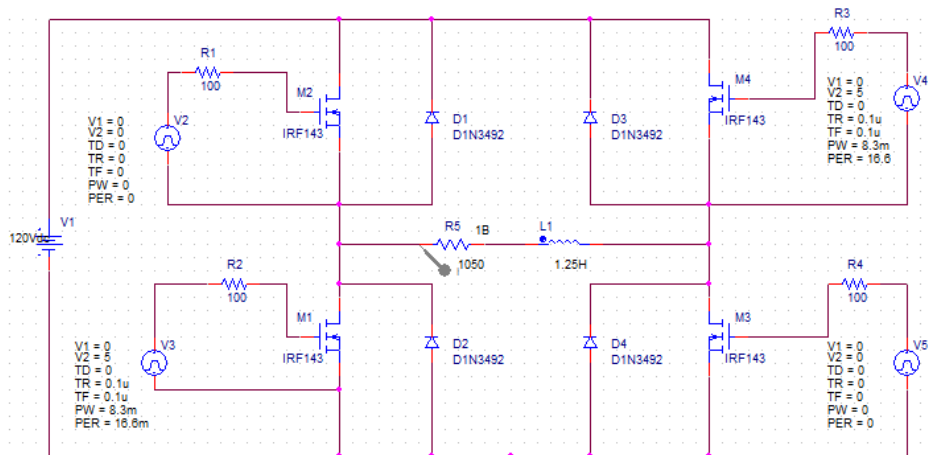 R1
100
V2
V1 = 0
V2 = 0
TD = 0
TR = 0
TF = 0
PW = 0
PER = 0
M2
IRF143
D1
D1N3492
D3
D1N3492
M4
IRF143
R3
100
V4
V1 = 0
V2 = 5
TD = 0
TR = 0.1u
TF = 0.1u
PW = 8.3m
PER = 16.6
V1
120Vdc
R5
1B
1050
L1
1.25H
R2
100
V3
V1 = 0
V2 = 5
TD = 0
TR = 0.1u
TF = 0.1u
PW = 8.3m
PER = 16.6m
M1
IRF143
D2
D1N3492
D4
D1N3492
M3
IRF143
R4
100
V5
V1 = 0
V2 = 0
TD = 0
TR = 0
TF = 0
PW = 0
PER = 0